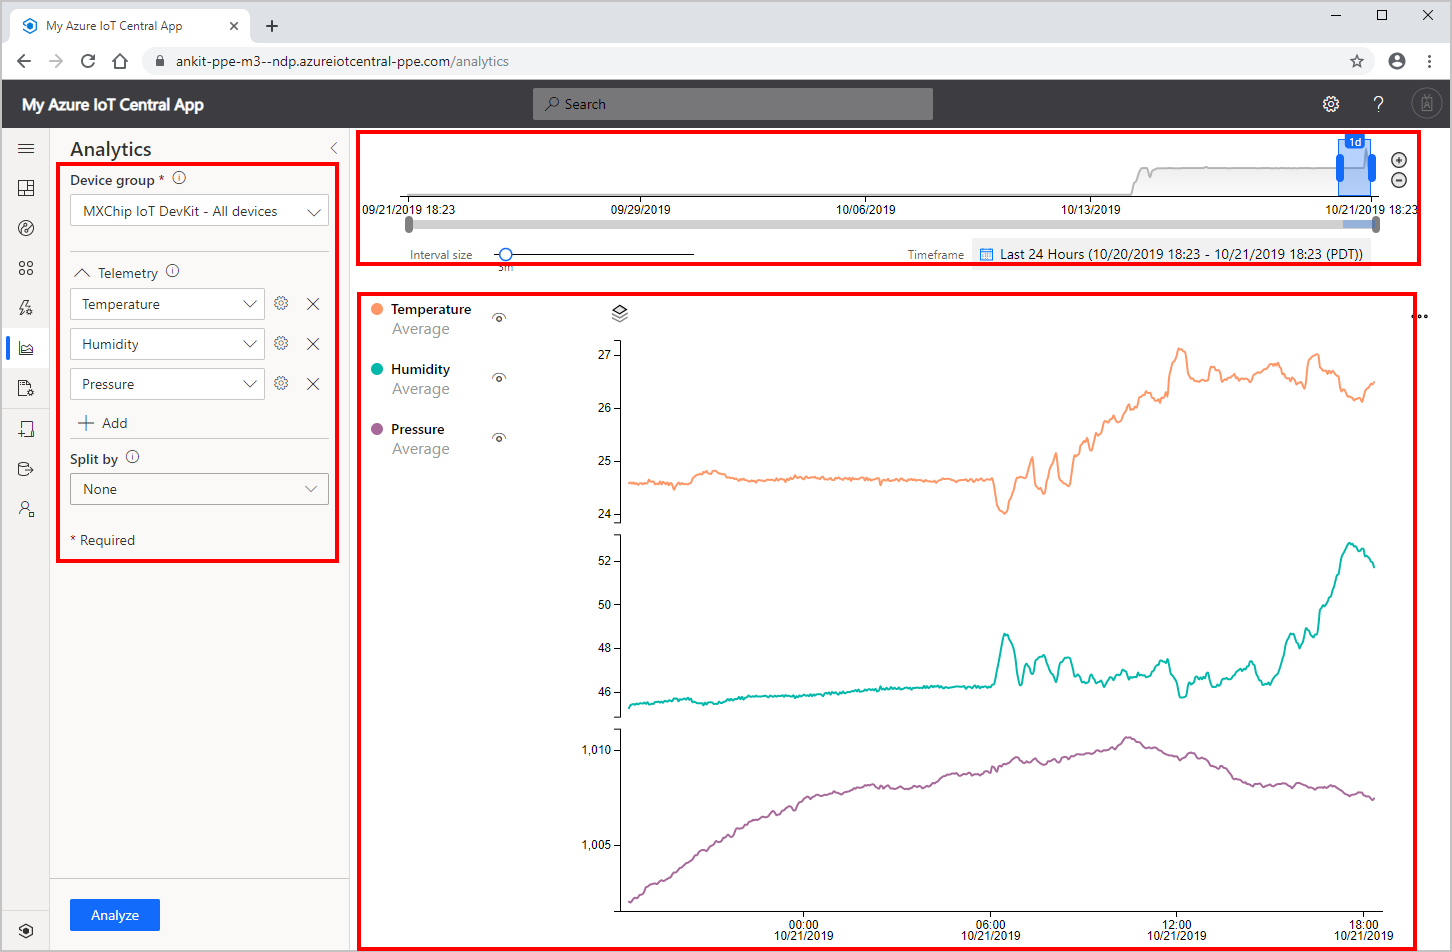 My Azure IoT Central App
ankit-ppe-m3--ndp.azureiotcentral-ppe.com/analytics
My Azure IoT Central App
Search
Analytics
Device group *
MXChip IoT DevKit - All devices
Telemetry
Temperature
Humidity
Pressure
Add
Split by
None
* Required
Analyze
1d
09/21/2019 18:23
09/29/2019
10/06/2019
10/13/2019
10/21/2019 18:23
Interval size
5m
Timeframe
Last 24 Hours (10/20/2019 18:23 - 10/21/2019 18:23 (PDT))
Temperature
Average
Humidity
Average
Pressure
Average
27
26
25
24
52
50
48
46
1,010
1,005
00:00
10/21/2019
06:00
10/21/2019
12:00
10/21/2019
18:00
10/21/2019